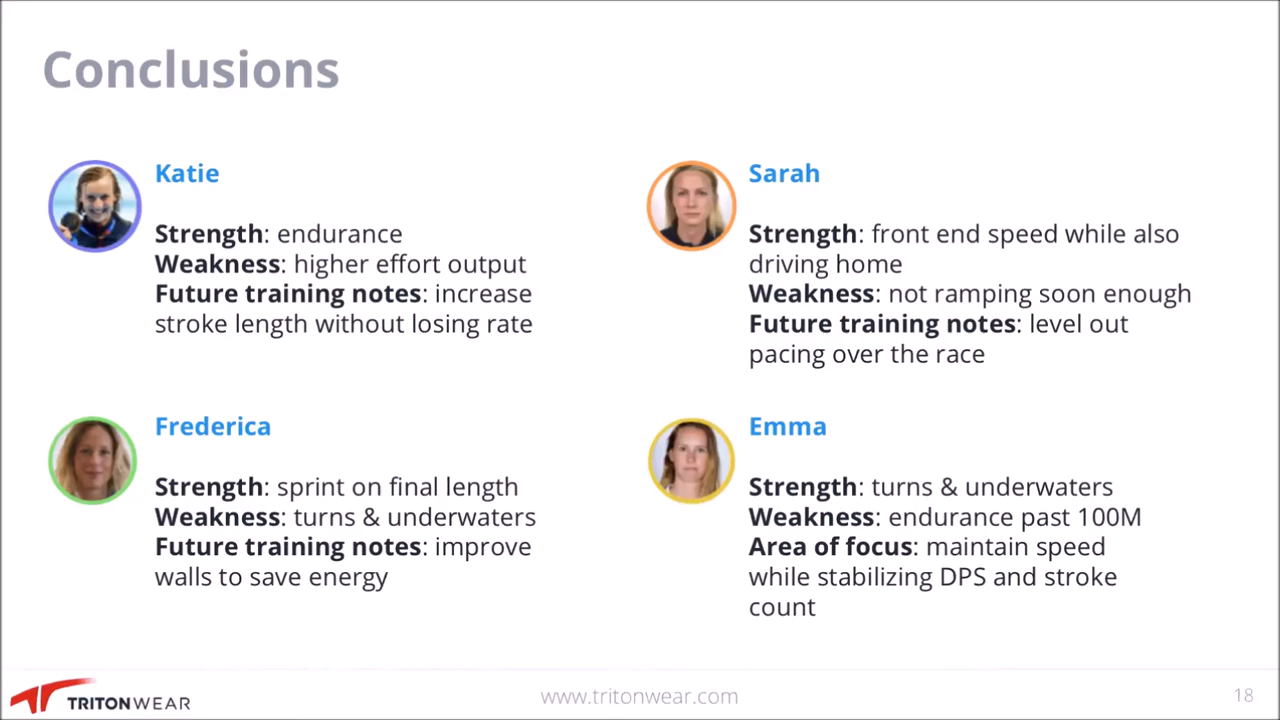 Conclusions
Katie
Strength: endurance
Weakness: higher effort output
Future training notes: increase
stroke length without losing rate
Sarah
Strength: front end speed while also
driving home
Weakness: not ramping soon enough
Future training notes: level out
pacing over the race
Frederica
Strength: sprint on final length
Weakness: turns & underwaters
Future training notes: improve
walls to save energy
Emma
Strength: turns & underwaters
Weakness: endurance past 100M
Area of focus: maintain speed
while stabilizing DPS and stroke
count
TRITONWEAR
www.tritonwear.com
18